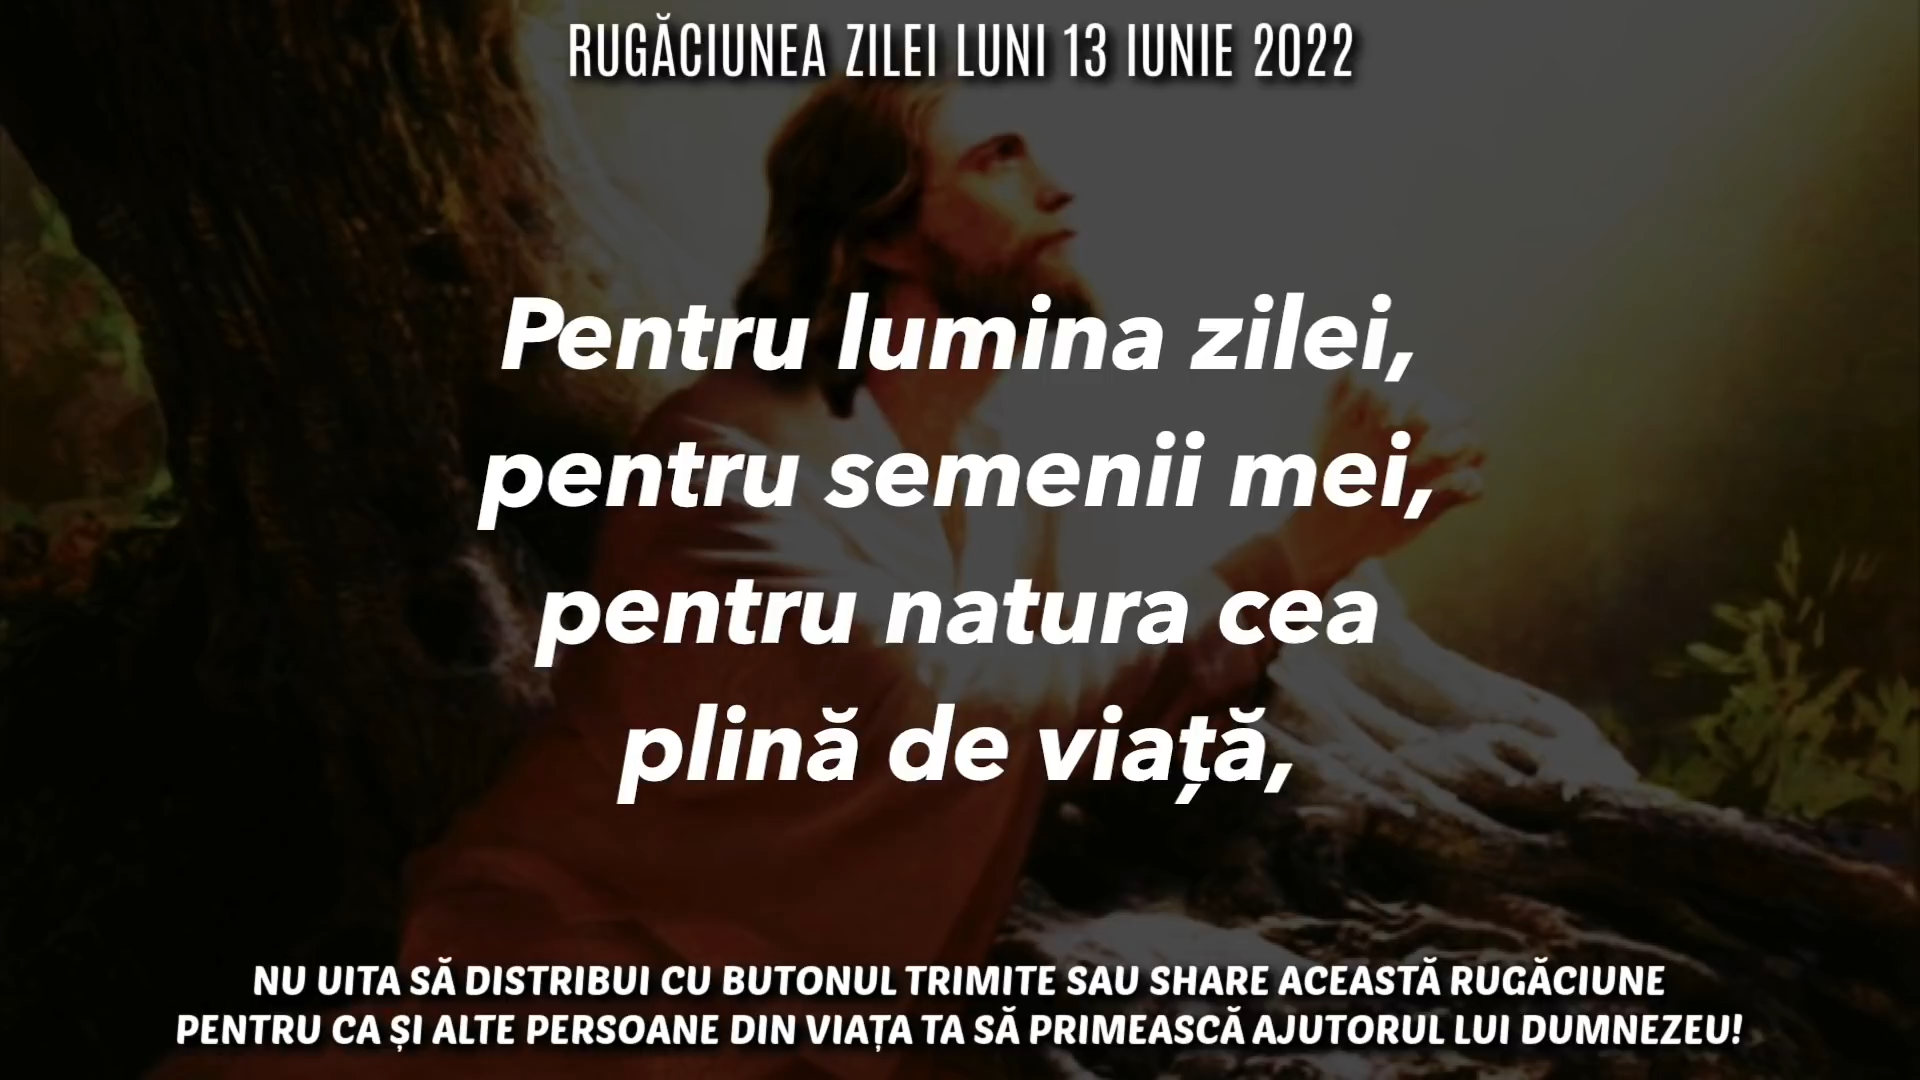 RUGĂCIUNEA ZILEI LUNI 13 IUNIE 2022
Pentru lumina zilei,
pentru semenii mei,
pentru natura cea
plină de viață,
NU UITA SĂ DISTRIBUI CU BUTONUL TRIMITE SAU SHARE ACEASTĂ RUGĂCIUNE
PENTRU CA ȘI ALTE PERSOANE DIN VIAȚA TA SĂ PRIMEASCĂ AJUTORUL LUI DUMNEZEU!